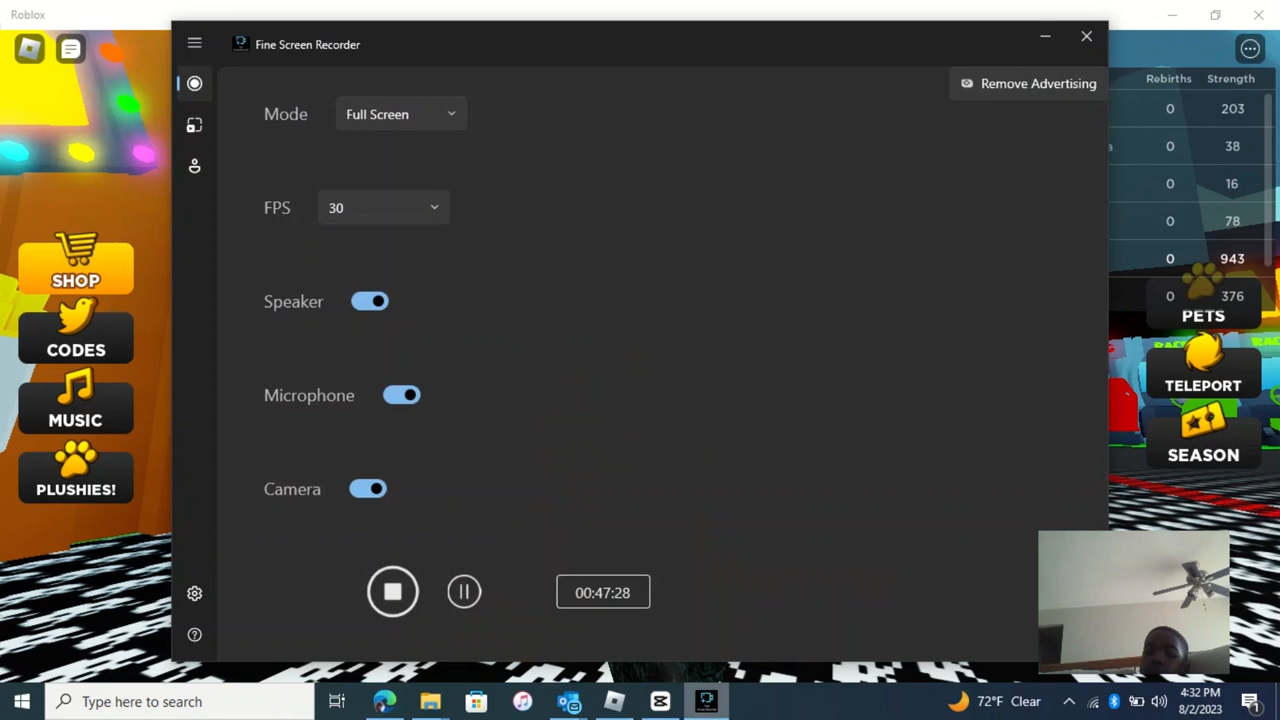 Roblox
Fine Screen Recorder
Remove Advertising
Mode
Full Screen
FPS
30
Speaker
Microphone
Camera
00:47:28
SHOP
CODES
MUSIC
PLUSHIES!
Rebirths Strength
0 203
a 0 38
0 16
0 78
0 943
0 376
PETS
TELEPORT
SEASON
Type here to search
72°F Clear
4:32 PM
8/2/2023
1